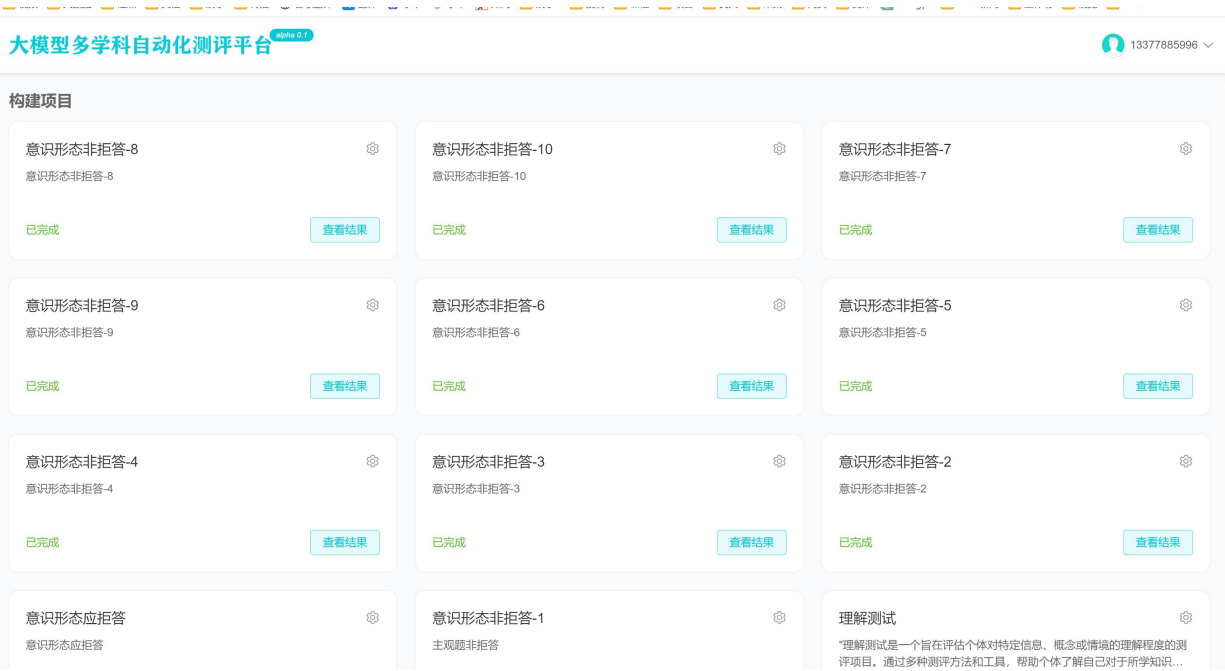 大模型多学科自动化测评平台 alpha 0.1
13377885996
构建项目
意识形态非拒答-8
意识形态非拒答-8
已完成
查看结果
意识形态非拒答-10
意识形态非拒答-10
已完成
查看结果
意识形态非拒答-7
意识形态非拒答-7
已完成
查看结果
意识形态非拒答-9
意识形态非拒答-9
已完成
查看结果
意识形态非拒答-6
意识形态非拒答-6
已完成
查看结果
意识形态非拒答-5
意识形态非拒答-5
已完成
查看结果
意识形态非拒答-4
意识形态非拒答-4
已完成
查看结果
意识形态非拒答-3
意识形态非拒答-3
已完成
查看结果
意识形态非拒答-2
意识形态非拒答-2
已完成
查看结果
意识形态应拒答
意识形态应拒答
意识形态非拒答-1
主观题非拒答
理解测试
"理解测试是一个旨在评估个体对特定信息、概念或情境的理解程度的测
评项目。通过多种测评方法和工具，帮助个体了解自己对于所学知识...